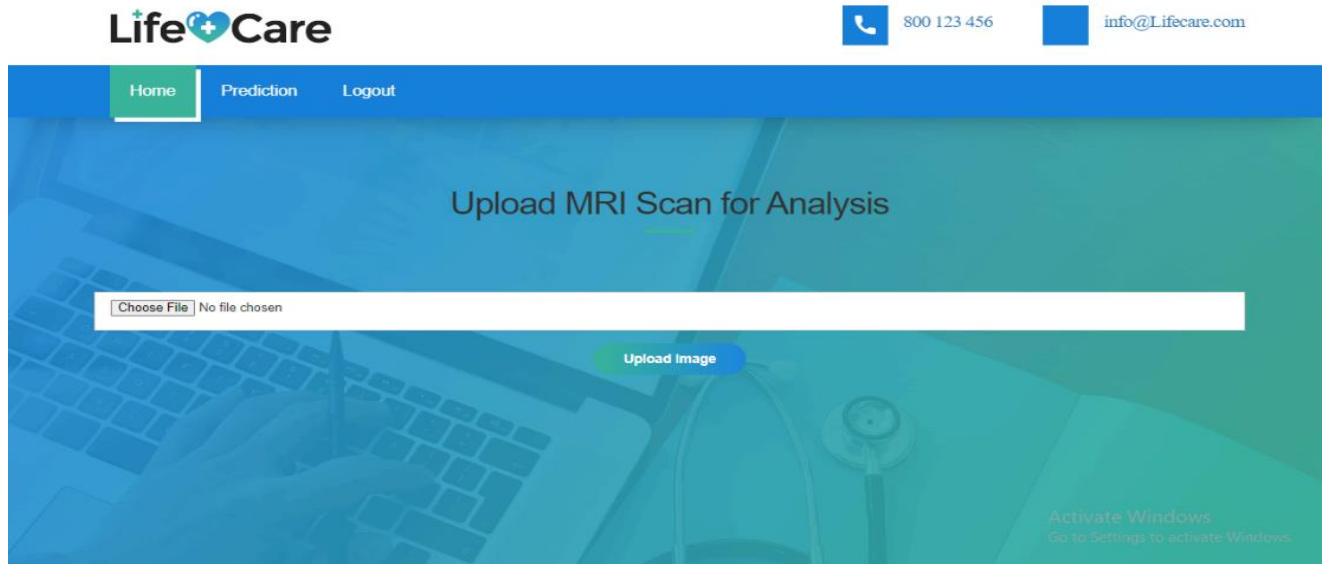 Life Care
800 123 456
info@Lifecare.com
Home
Prediction
Logout
Upload MRI Scan for Analysis
Choose File No file chosen
Upload Image
Activate Windows
Go to Settings to activate Windows.